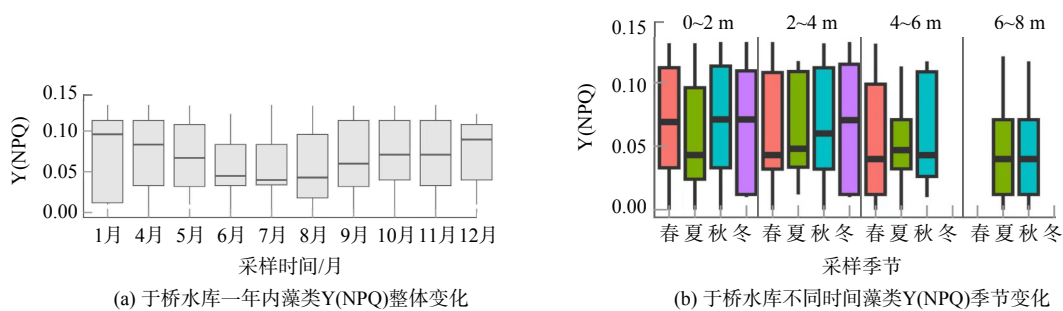 Y(NPQ)
0.15
0.10
0.05
0.00
1月 4月 5月 6月 7月 8月 9月 10月 11月 12月
采样时间/月
(a) 于桥水库一年内藻类Y(NPQ)整体变化
0~2 m 2~4 m 4~6 m 6~8 m
Y(NPQ)
0.15
0.10
0.05
0.00
春 夏 秋 冬 春 夏 秋 冬 春 夏 秋 冬 春 夏 秋 冬
采样季节
(b) 于桥水库不同时间藻类Y(NPQ)季节变化